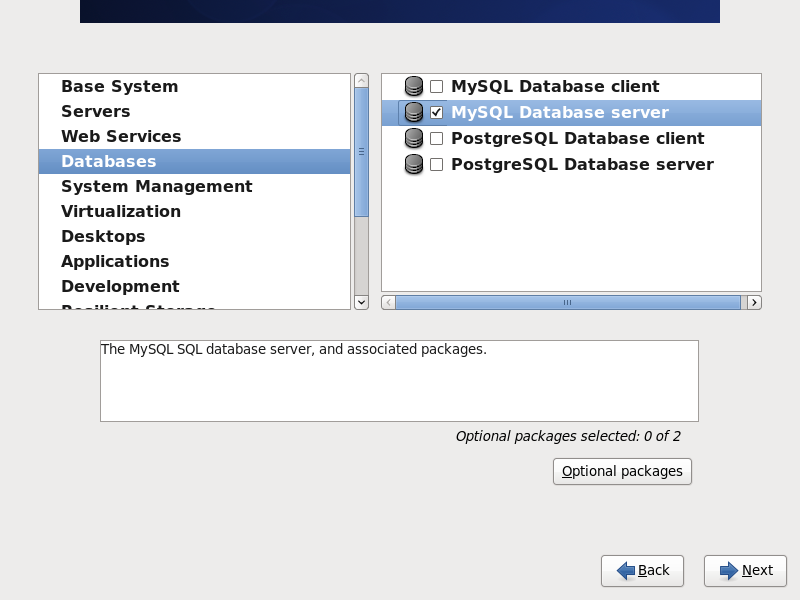 Base System
Servers
Web Services
Databases
System Management
Virtualization
Desktops
Applications
Development
Resilient Storage
MySQL Database client
MySQL Database server
PostgreSQL Database client
PostgreSQL Database server
The MySQL SQL database server, and associated packages.
Optional packages selected: 0 of 2
Optional packages
Back
Next